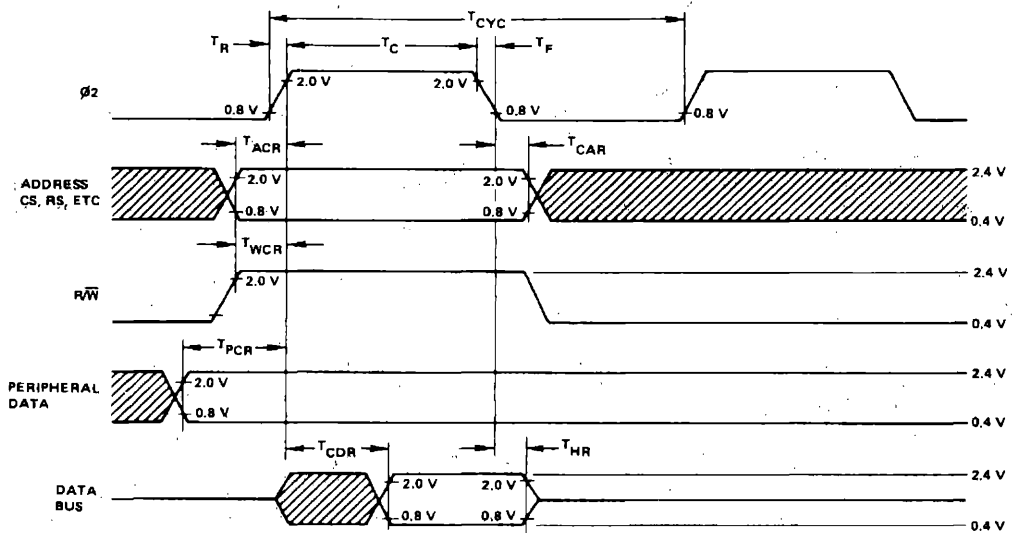 T_CYC
T_R T_C T_F
φ2 2.0 V 2.0 V
0.8 V 0.8 V 0.8 V
T_ACR T_CAR
ADDRESS CS, RS, ETC 2.0 V 2.0 V 2.4 V
0.8 V 0.8 V 0.4 V
T_WCR
R/W̅ 2.0 V 2.4 V
0.4 V
T_PCR
PERIPHERAL DATA 2.0 V 2.4 V
0.8 V 0.4 V
T_CDR T_HR
DATA BUS 2.0 V 2.0 V 2.4 V
0.8 V 0.8 V 0.4 V